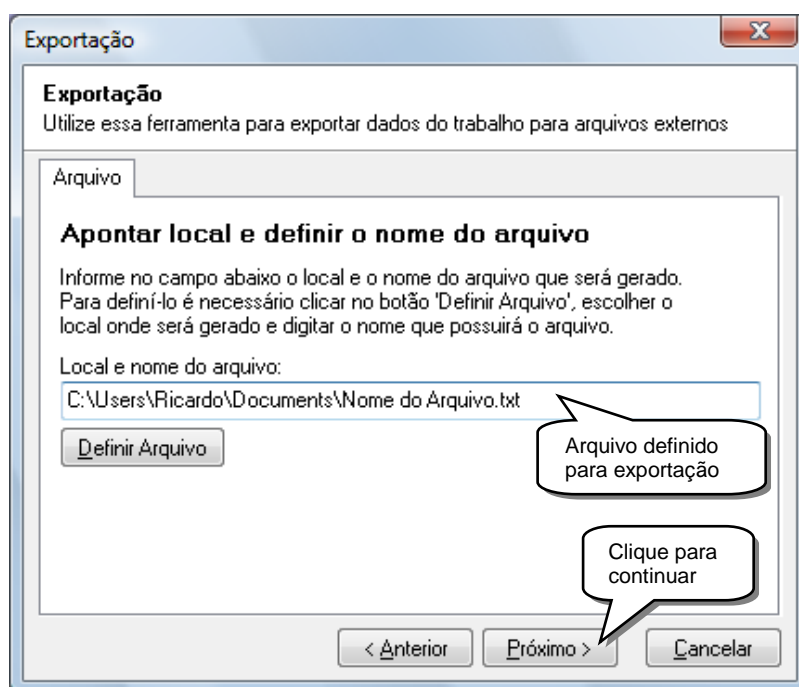 Exportação
Exportação
Utilize essa ferramenta para exportar dados do trabalho para arquivos externos
Arquivo
Apontar local e definir o nome do arquivo
Informe no campo abaixo o local e o nome do arquivo que será gerado.
Para definí-lo é necessário clicar no botão 'Definir Arquivo', escolher o
local onde será gerado e digitar o nome que possuirá o arquivo.
Local e nome do arquivo:
C:\Users\Ricardo\Documents\Nome do Arquivo.txt
Definir Arquivo
Arquivo definido
para exportação
Clique para
continuar
< Anterior
Próximo >
Cancelar